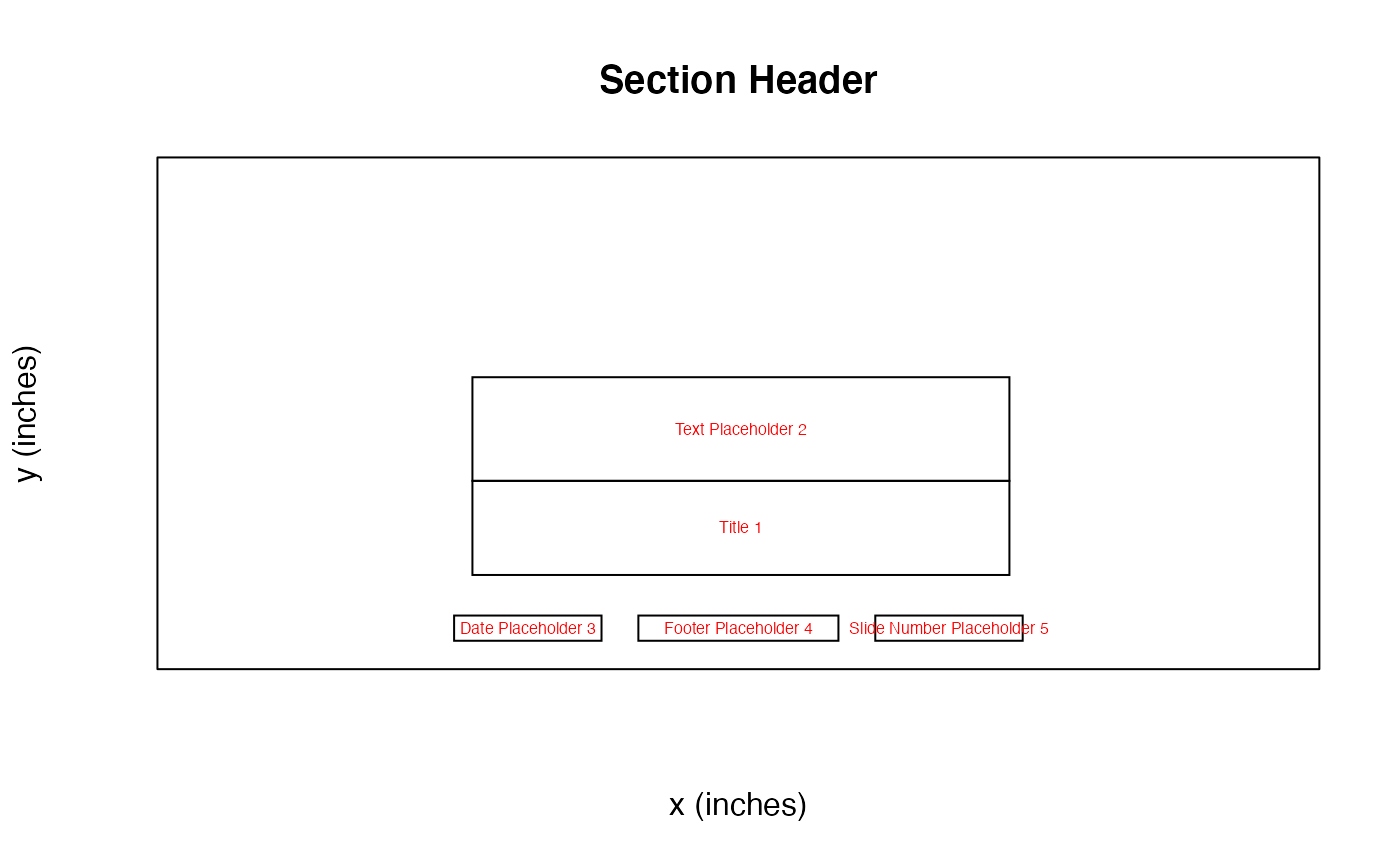 Section Header
y (inches)
Text Placeholder 2
Title 1
Date Placeholder 3
Footer Placeholder 4
Slide Number Placeholder 5
x (inches)